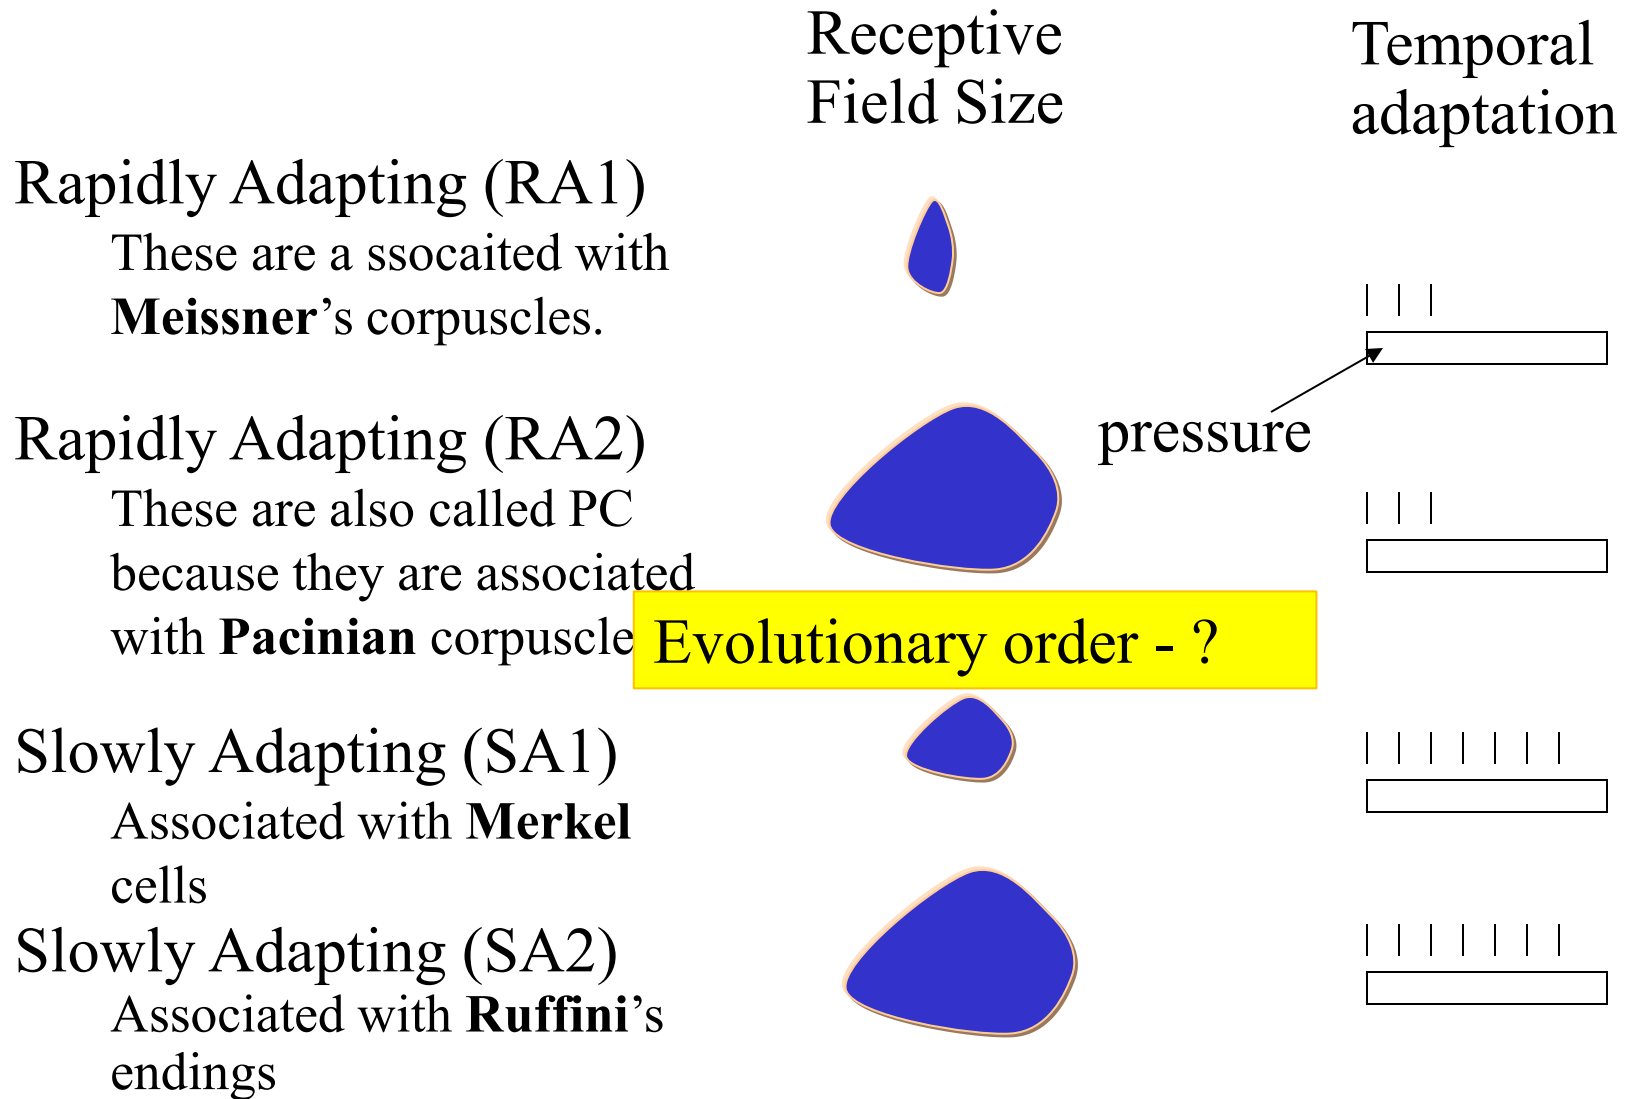 Receptive
Field Size
Temporal
adaptation
Rapidly Adapting (RA1)
These are a ssocaited with
Meissner’s corpuscles.
pressure
Rapidly Adapting (RA2)
These are also called PC
because they are associated
with Pacinian corpuscle
Evolutionary order - ?
Slowly Adapting (SA1)
Associated with Merkel
cells
Slowly Adapting (SA2)
Associated with Ruffini’s
endings